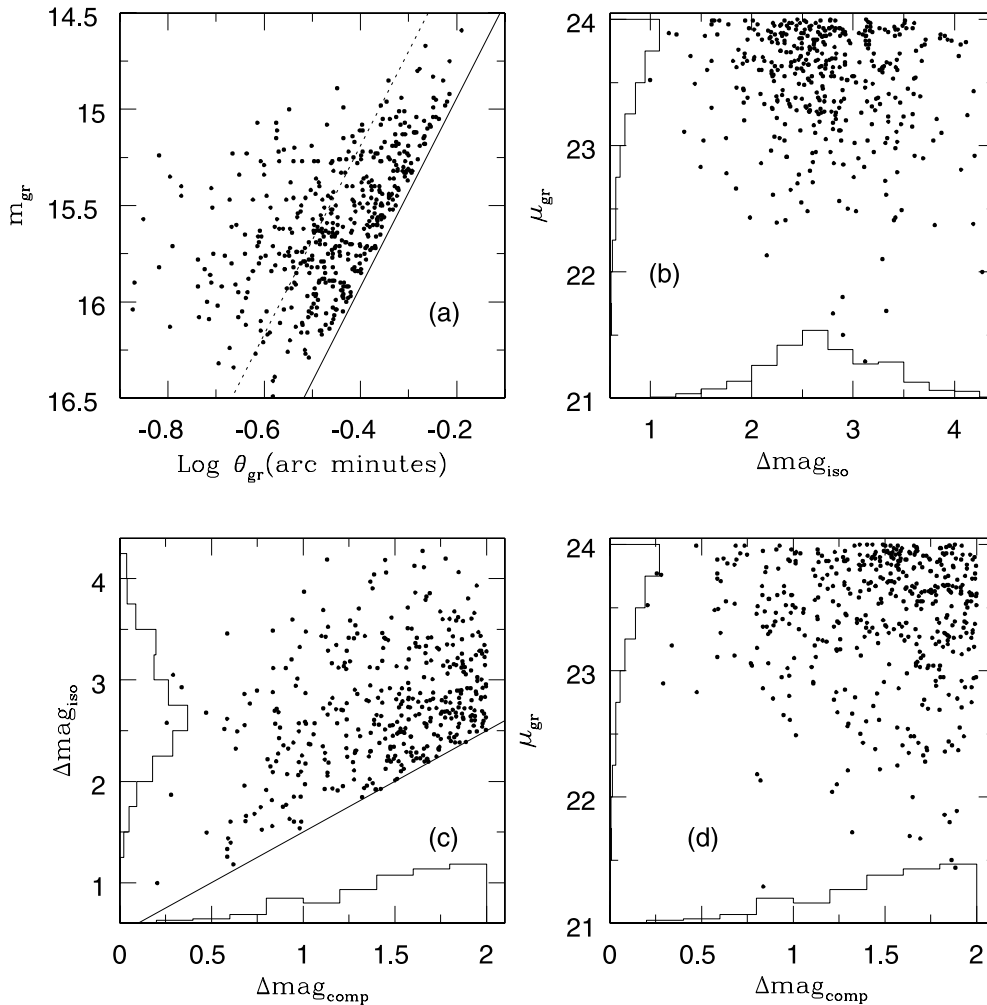 14.5
15
15.5
16
16.5
m_gr
(a)
-0.8 -0.6 -0.4 -0.2
Log θ_gr(arc minutes)
24
23
22
21
μ_gr
(b)
1 2 3 4
Δmag_iso
4
3
2
1
Δmag_iso
(c)
0 0.5 1 1.5 2
Δmag_comp
24
23
22
21
μ_gr
(d)
0 0.5 1 1.5 2
Δmag_comp